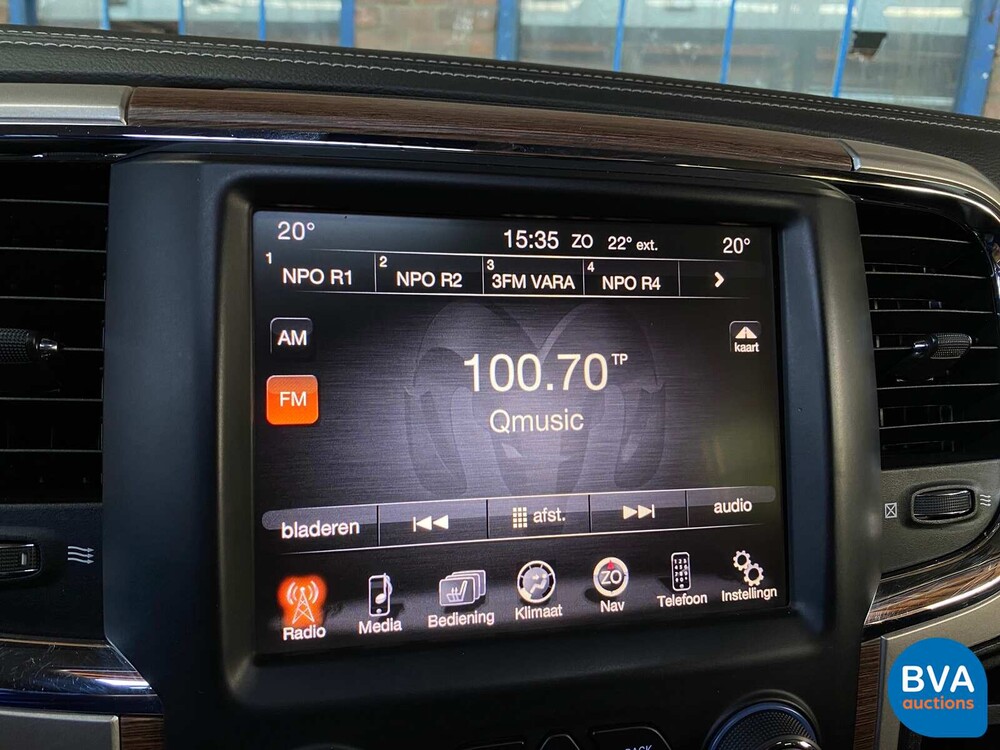 20° 15:35 ZO 22° ext. 20°
1 NPO R1 2 NPO R2 3 3FM VARA 4 NPO R4
AM
kaart
100.70 TP
FM
Qmusic
bladeren afst. audio
ZO
Radio Media Bediening Klimaat Nav Telefoon Instellingn
BACK
BVA
auctions